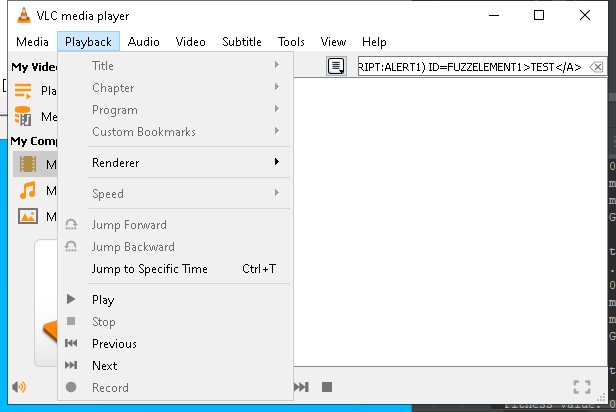 VLC media player
Media Playback Audio Video Subtitle Tools View Help
My Vide
RIPT:ALERT1) ID=FUZZELEMENT1>TEST</A>
Pla
Me
My Comp
M
M
M
Title
Chapter
Program
Custom Bookmarks
Renderer
Speed
Jump Forward
Jump Backward
Jump to Specific Time Ctrl+T
Play
Stop
Previous
Next
Record